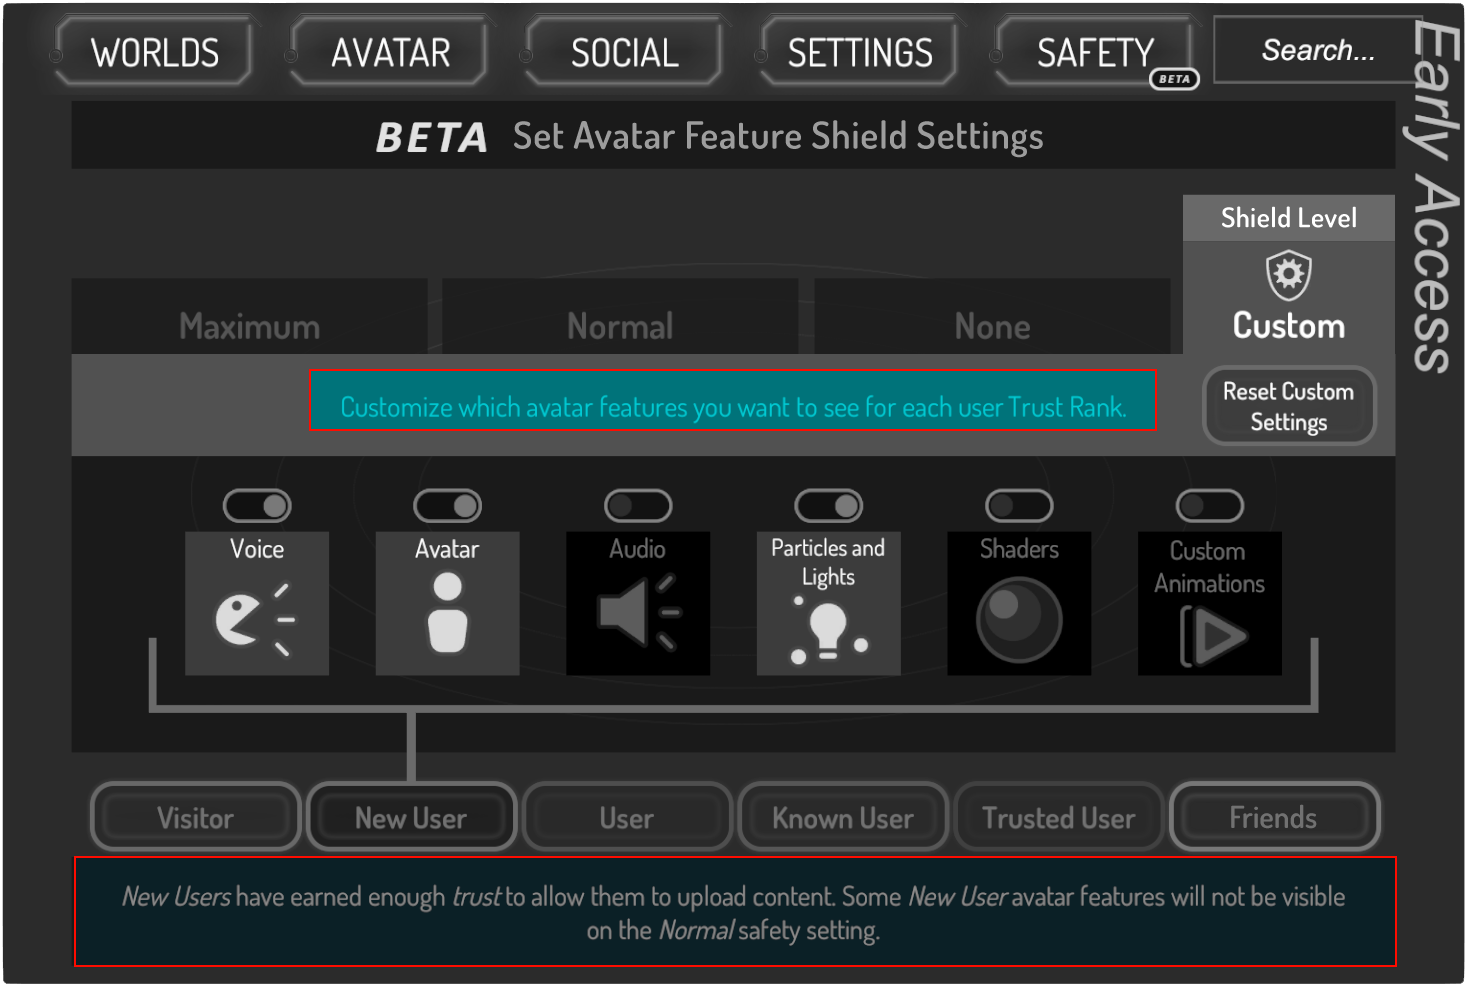 WORLDS
AVATAR
SOCIAL
SETTINGS
SAFETY
BETA
Search...
Early Access
BETA Set Avatar Feature Shield Settings
Shield Level
Maximum
Normal
None
Custom
Customize which avatar features you want to see for each user Trust Rank.
Reset Custom
Settings
Voice
Avatar
Audio
Particles and
Lights
Shaders
Custom
Animations
Visitor
New User
User
Known User
Trusted User
Friends
New Users have earned enough trust to allow them to upload content. Some New User avatar features will not be visible
on the Normal safety setting.